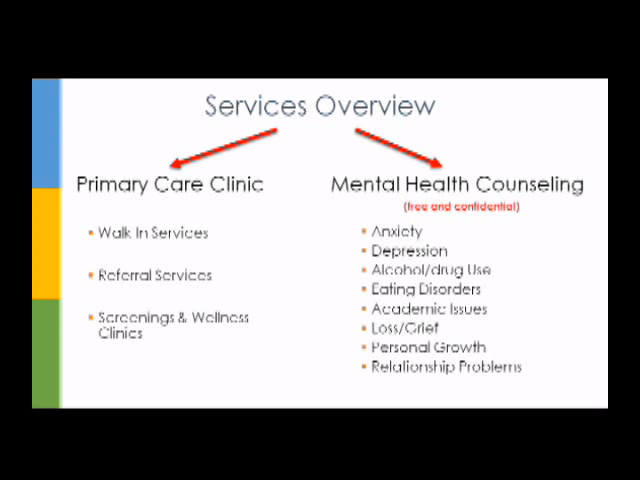 Services Overview
Primary Care Clinic
Walk In Services
Referral Services
Screenings & Wellness
Clinics
Mental Health Counseling
(free and confidential)
Anxiety
Depression
Alcohol/drug Use
Eating Disorders
Academic Issues
Loss/Grief
Personal Growth
Relationship Problems